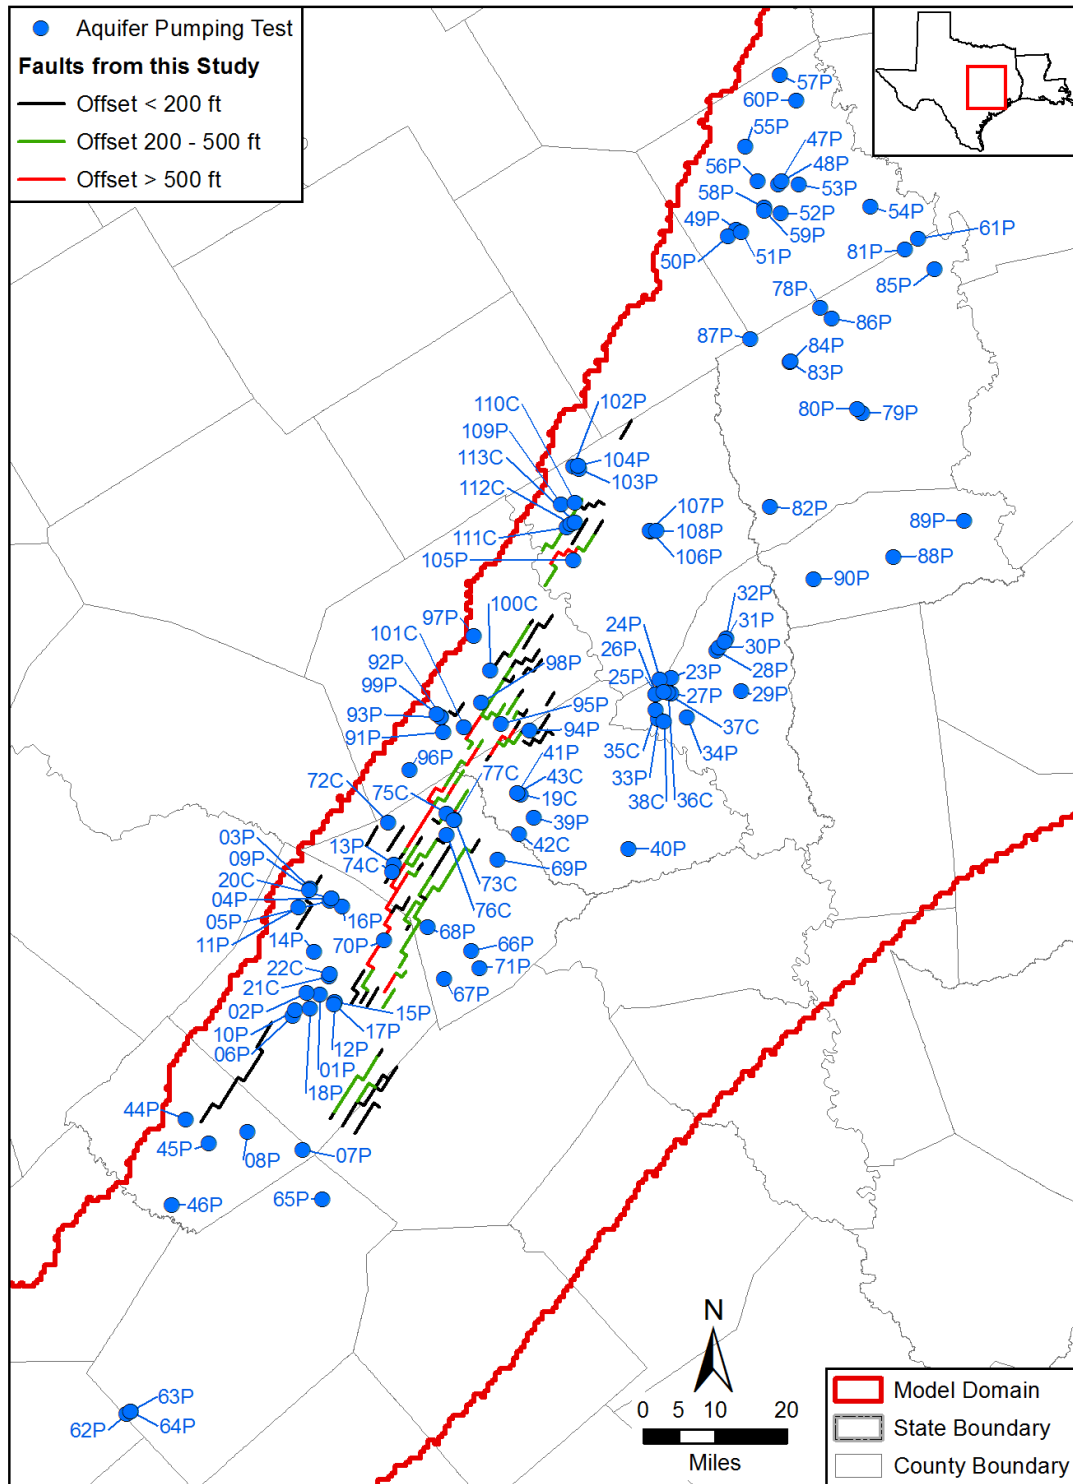 Aquifer Pumping Test
Faults from this Study
Offset < 200 ft
Offset 200 - 500 ft
Offset > 500 ft
57P
60P
55P
47P
56P
48P
53P
58P
54P
49P
52P
59P
61P
50P
51P
81P
85P
78P
86P
87P
84P
83P
80P
79P
110C
102P
109P
113C
104P
103P
112C
107P
82P
89P
111C
108P
105P
106P
88P
90P
32P
100C
31P
97P
101C
24P
30P
92P
26P
28P
99P
98P
25P
23P
29P
93P
95P
27P
91P
94P
37C
96P
41P
35C
34P
72C
77C
43C
33P
75C
19C
38C
36C
03P
13P
39P
09P
74C
42C
40P
20C
69P
04P
73C
05P
16P
76C
11P
68P
14P
70P
66P
22C
71P
21C
67P
02P
15P
10P
17P
06P
12P
01P
18P
44P
45P
08P
07P
46P
65P
63P
62P
64P
N
0 5 10 20
Miles
Model Domain
State Boundary
County Boundary